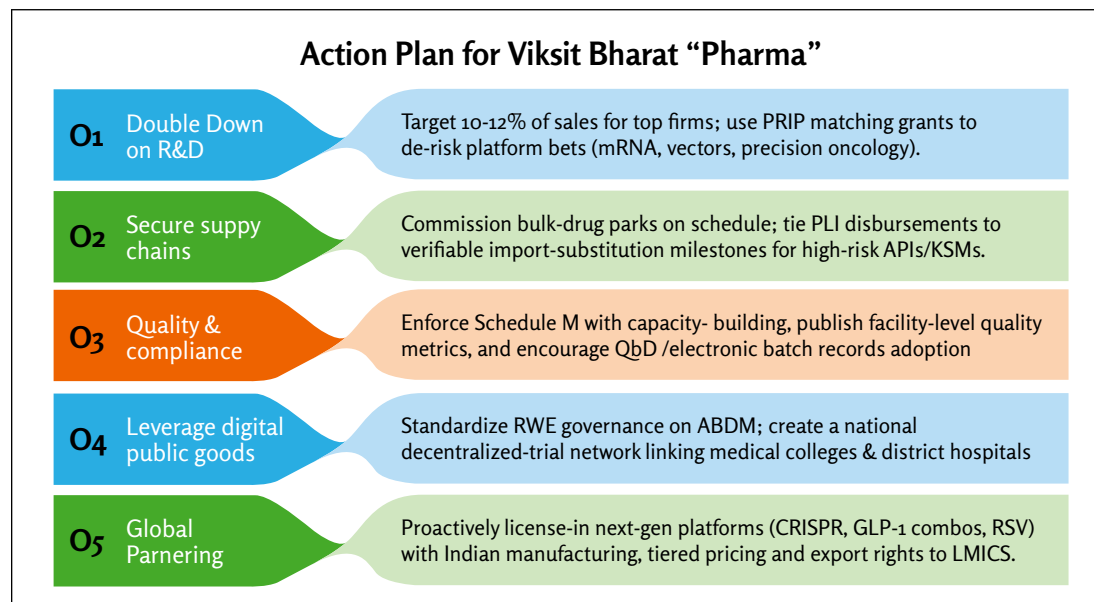 Action Plan for Viksit Bharat “Pharma”
01 Double Down on R&D
Target 10-12% of sales for top firms; use PRIP matching grants to
de-risk platform bets (mRNA, vectors, precision oncology).
02 Secure suppy chains
Commission bulk-drug parks on schedule; tie PLI disbursements to
verifiable import-substitution milestones for high-risk APIs/KSMs.
03 Quality & compliance
Enforce Schedule M with capacity- building, publish facility-level quality
metrics, and encourage QbD /electronic batch records adoption
04 Leverage digital public goods
Standardize RWE governance on ABDM; create a national
decentralized-trial network linking medical colleges & district hospitals
05 Global Parnering
Proactively license-in next-gen platforms (CRISPR, GLP-1 combos, RSV)
with Indian manufacturing, tiered pricing and export rights to LMICS.